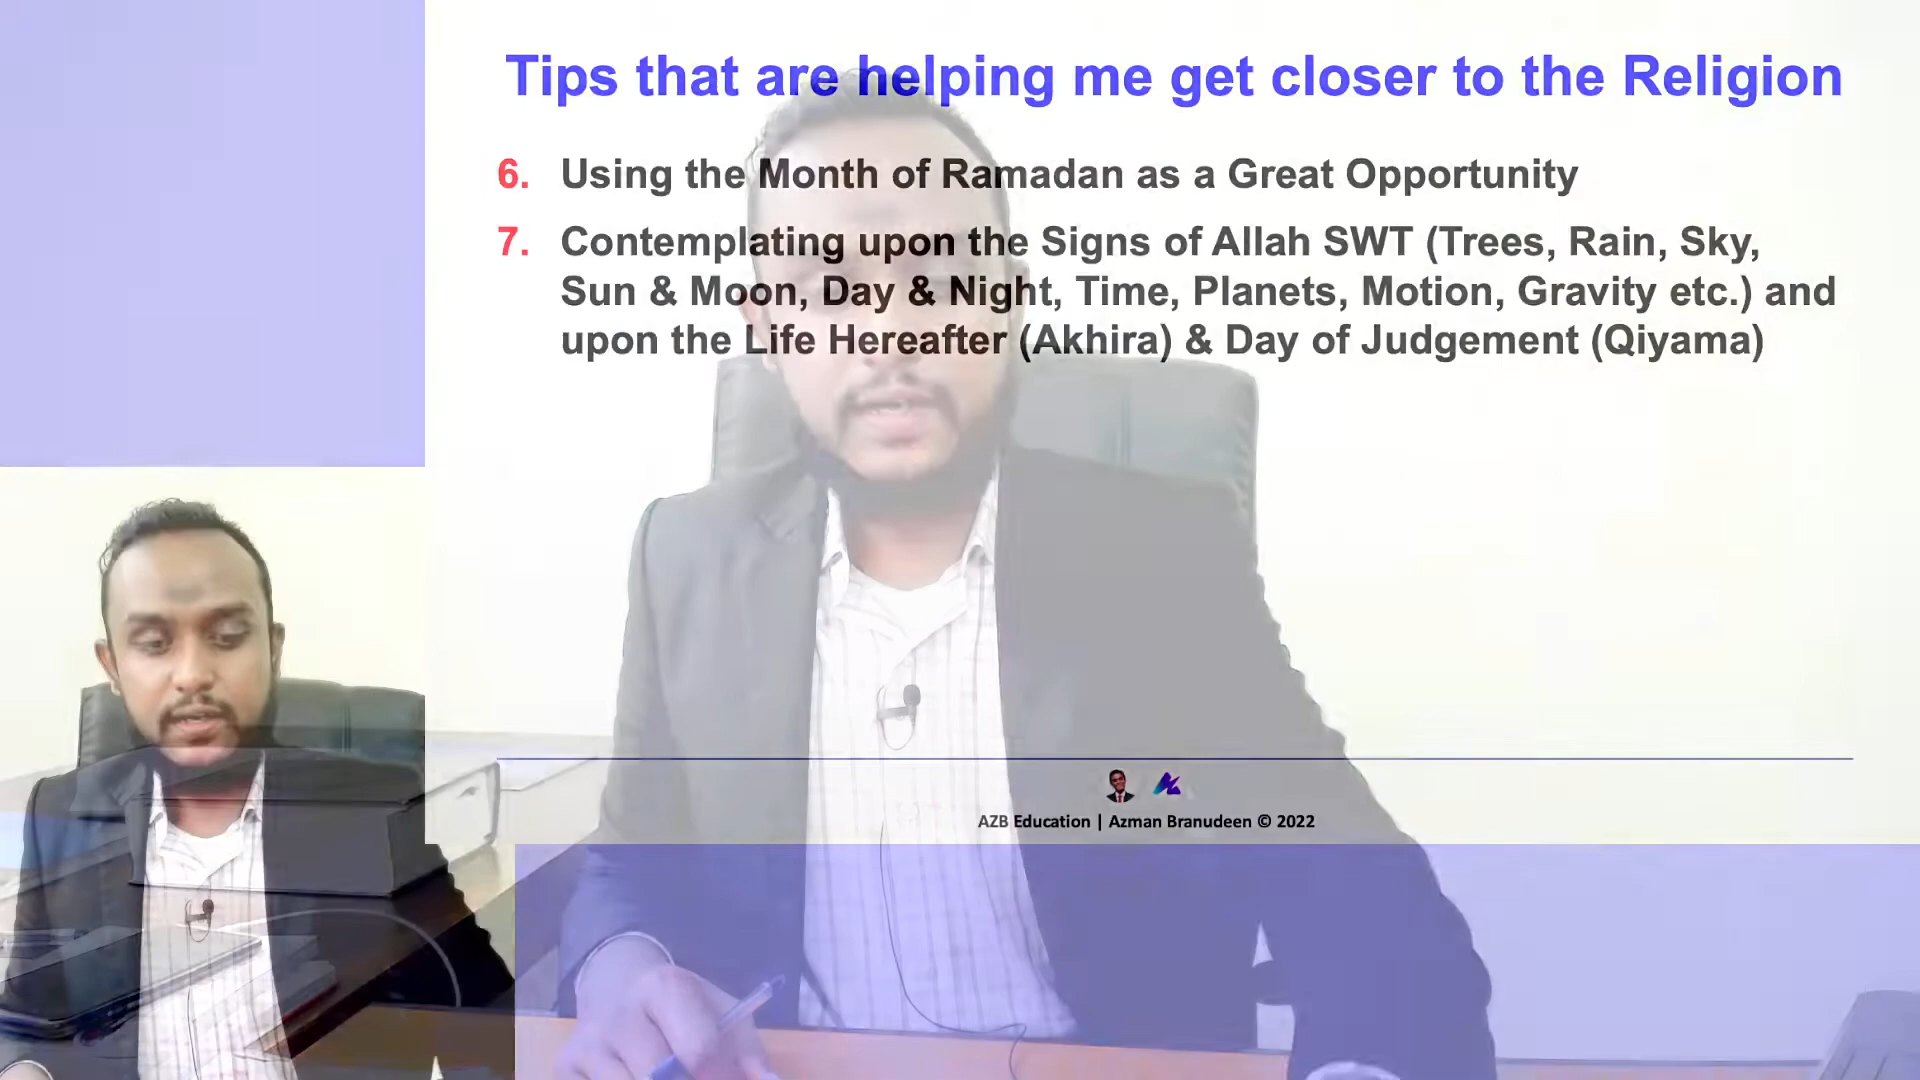 Tips that are helping me get closer to the Religion
6. Using the Month of Ramadan as a Great Opportunity
7. Contemplating upon the Signs of Allah SWT (Trees, Rain, Sky,
Sun & Moon, Day & Night, Time, Planets, Motion, Gravity etc.) and
upon the Life Hereafter (Akhira) & Day of Judgement (Qiyama)
AZB Education | Azman Branudeen © 2022